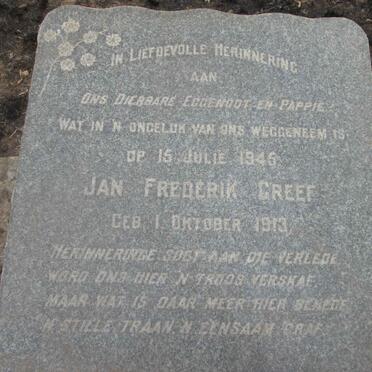 IN LIEFDEVOLLE HERINNERING
AAN
ONS DIERBARE EGGENOOT EN PAPPIE
WAT IN 'N ONGELUK VAN ONS WEGGENEEM IS
OP 15 JULIE 1945
JAN FREDERIK GREEF
GEB. 1. OKTOBER 1913,
HERINNERINGE SOET AAN DIE VERLEDE
WORD ONS HIER 'N TROOS VERSKAF
MAAR WAT IS DAAR MEER HIER BENEDE
'N STILLE TRAAN 'N EENSAAM GRAF